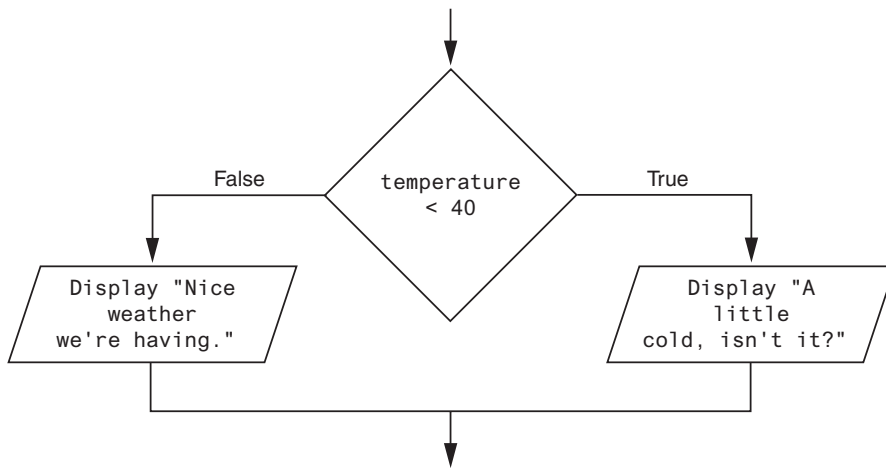 False
temperature
< 40
True
Display "Nice
weather
we're having."
Display "A
little
cold, isn't it?"